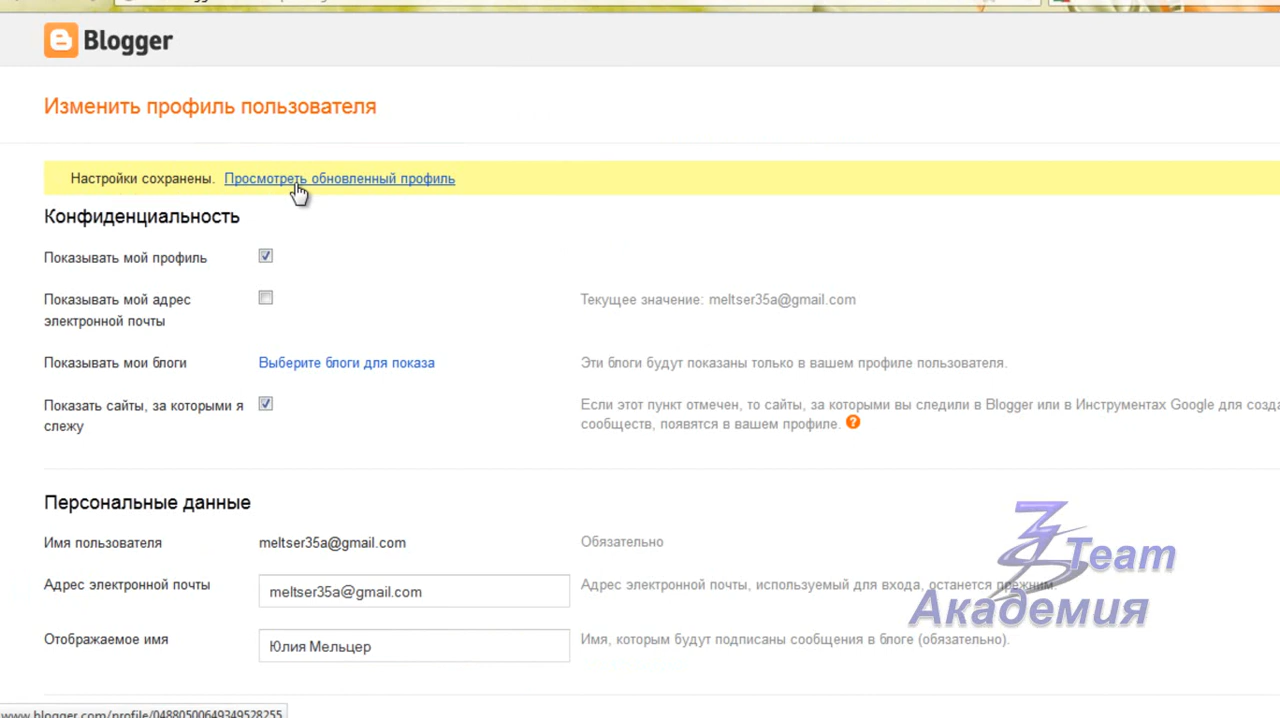 Blogger
Изменить профиль пользователя
Настройки сохранены. Просмотреть обновленный профиль
Конфиденциальность
Показывать мой профиль
Показывать мой адрес
электронной почты
Текущее значение: meltser35a@gmail.com
Показывать мои блоги
Выберите блоги для показа
Эти блоги будут показаны только в вашем профиле пользователя.
Показать сайты, за которыми я
слежу
Если этот пункт отмечен, то сайты, за которыми вы следили в Blogger или в Инструментах Google для
сообществ, появятся в вашем профиле. ?
Персональные данные
Имя пользователя
meltser35a@gmail.com
Обязательно
Адрес электронной почты
meltser35a@gmail.com
Адрес электронной почты, используемый для входа, останется прежним.
Отображаемое имя
Юлия Мельцер
Имя, которым будут подписаны сообщения в блоге (обязательно).
Team
Академия
www.blogger.com/profile/04880500649349528255